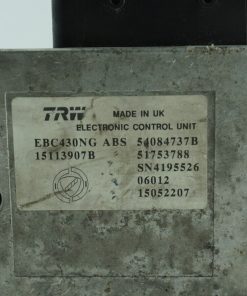 TRW MADE IN UK
ELECTRONIC CONTROL UNIT
EBC430NG ABS 54084737B
15113907B 51753788
SN4195526
06012
15052207